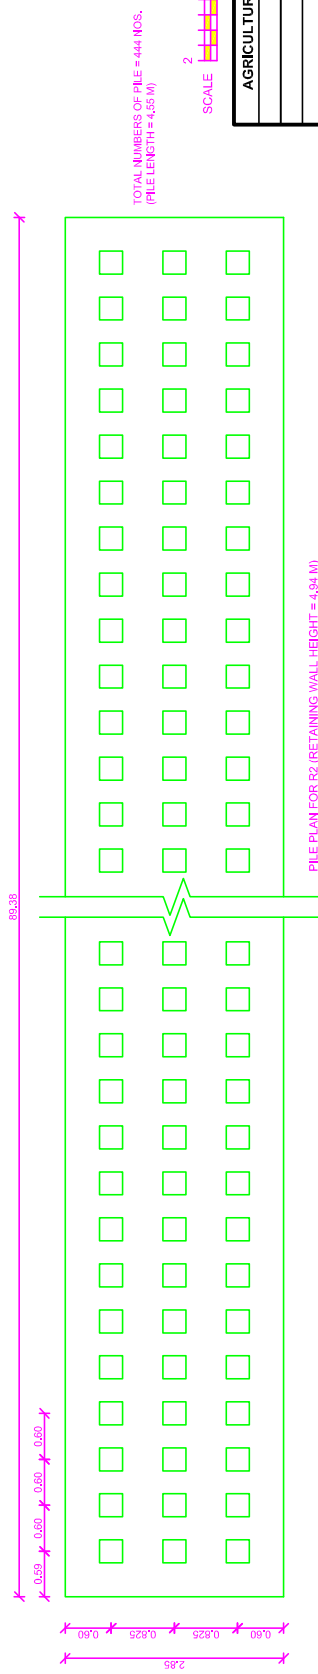 89.38
0.59
0.60
0.60
0.60
0.60
0.825
0.825
0.60
2.85
TOTAL NUMBERS OF PILE = 444 NOS.
(PILE LENGTH = 4.55 M)
PILE PLAN FOR R2 (RETAINING WALL HEIGHT = 4.94 M)
2
SCALE
AGRICULTUR